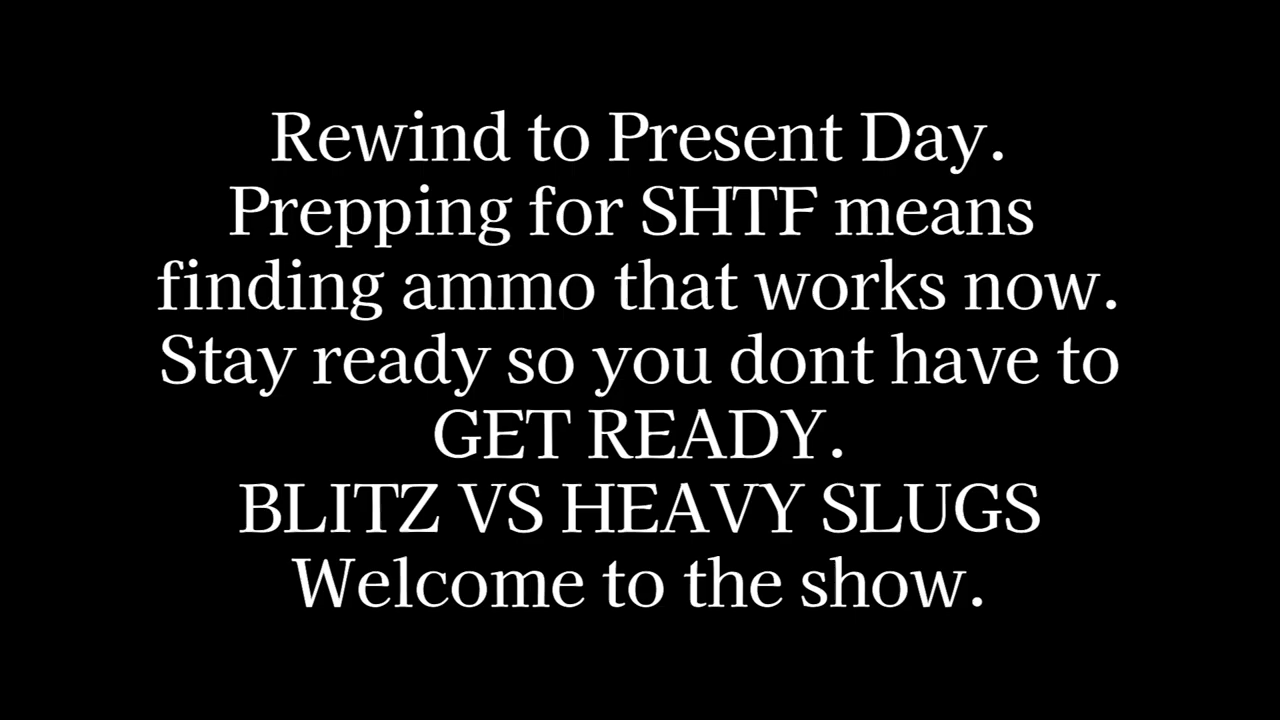 Rewind to Present Day.
Prepping for SHTF means
finding ammo that works now.
Stay ready so you dont have to
GET READY.
BLITZ VS HEAVY SLUGS
Welcome to the show.